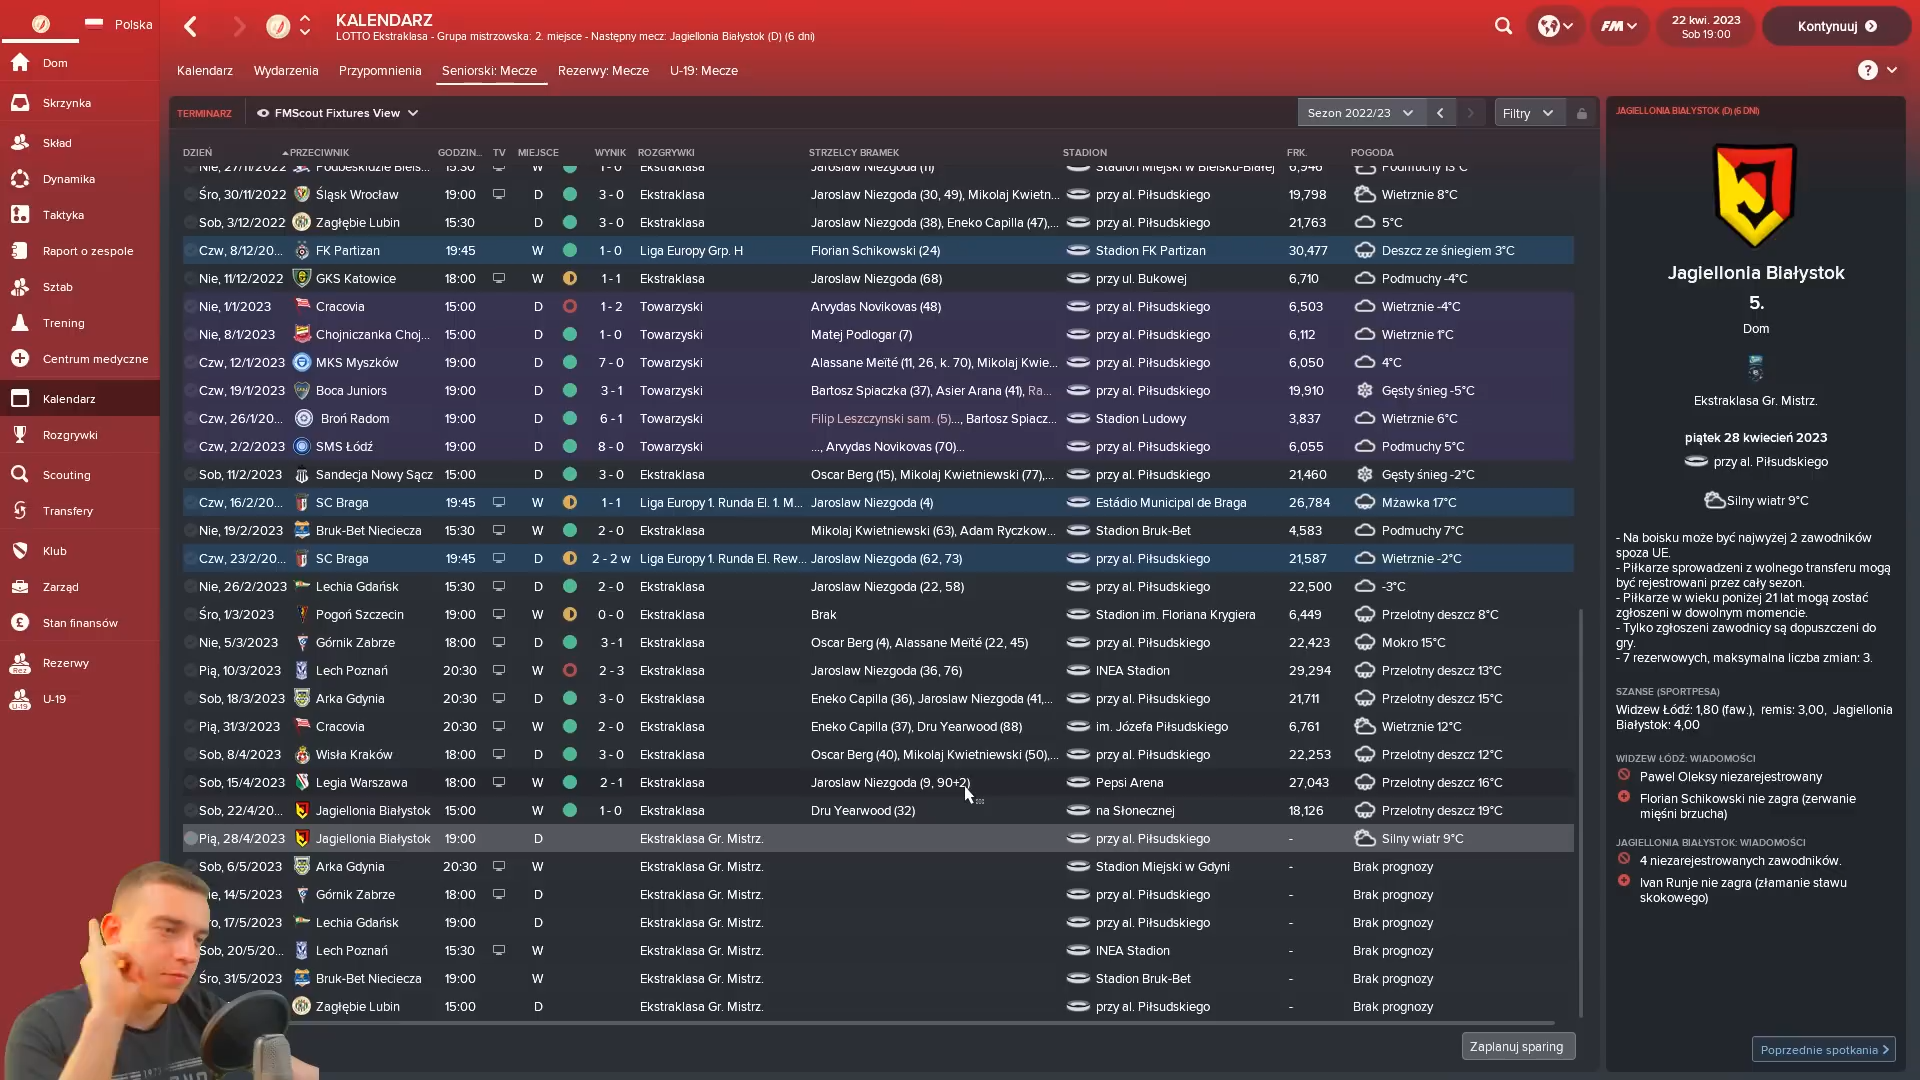 Polska
KALENDARZ
LOTTO Ekstraklasa - Grupa mistrzowska: 2. miejsce - Następny mecz: Jagiellonia Białystok (D) (6 dni)
FM
22 kwi. 2023
Sob 19:00
Kontynuuj
Kalendarz Wydarzenia Przypomnienia Seniorski: Mecze Rezerwy: Mecze U-19: Mecze
?
Dom
Skrzynka
Skład
Dynamika
Taktyka
Raport o zespole
Sztab
Trening
Centrum medyczne
Kalendarz
Rozgrywki
Scouting
Transfery
Klub
Zarząd
Stan finansów
Rezerwy
U-19
TERMINARZ FMScout Fixtures View Sezon 2022/23 Filtry
DZIEŃ PRZECIWNIK GODZIN... TV MIEJSCE WYNIK ROZGRYWKI STRZELCY BRAMEK STADION FRK. POGODA
Nie, 27/11/2022 Podbeskidzie Biels... 15:30 W 1 - 0 Ekstraklasa Jaroslaw Niezgoda (11) Stadion Miejski w Bielsku-Białej 6,946 Podmuchy 13°C
Śro, 30/11/2022 Śląsk Wrocław 19:00 D 3 - 0 Ekstraklasa Jaroslaw Niezgoda (30, 49), Mikolaj Kwietn... przy al. Piłsudskiego 19,798 Wietrznie 8°C
Sob, 3/12/2022 Zagłębie Lubin 15:30 D 3 - 0 Ekstraklasa Jaroslaw Niezgoda (38), Eneko Capilla (47),... przy al. Piłsudskiego 21,763 5°C
Czw, 8/12/20... FK Partizan 19:45 W 1 - 0 Liga Europy Grp. H Florian Schikowski (24) Stadion FK Partizan 30,477 Deszcz ze śniegiem 3°C
Nie, 11/12/2022 GKS Katowice 18:00 W 1 - 1 Ekstraklasa Jaroslaw Niezgoda (68) przy ul. Bukowej 6,710 Podmuchy -4°C
Nie, 1/1/2023 Cracovia 15:00 D 1 - 2 Towarzyski Arvydas Novikovas (48) przy al. Piłsudskiego 6,503 Wietrznie -4°C
Nie, 8/1/2023 Chojniczanka Choj... 15:00 D 1 - 0 Towarzyski Matej Podlogar (7) przy al. Piłsudskiego 6,112 Wietrznie 1°C
Czw, 12/1/2023 MKS Myszków 19:00 D 7 - 0 Towarzyski Alassane Meïté (11, 26, k. 70), Mikolaj Kwie... przy al. Piłsudskiego 6,050 4°C
Czw, 19/1/2023 Boca Juniors 19:00 D 3 - 1 Towarzyski Bartosz Spiaczka (37), Asier Arana (41), Ra... przy al. Piłsudskiego 19,910 Gęsty śnieg -5°C
Czw, 26/1/20... Broń Radom 19:00 D 6 - 1 Towarzyski Filip Leszczynski sam. (5)..., Bartosz Spiacz... Stadion Ludowy 3,837 Wietrznie 6°C
Czw, 2/2/2023 SMS Łódź 19:00 D 8 - 0 Towarzyski ..., Arvydas Novikovas (70)... przy al. Piłsudskiego 6,055 Podmuchy 5°C
Sob, 11/2/2023 Sandecja Nowy Sącz 15:00 D 3 - 0 Ekstraklasa Oscar Berg (15), Mikolaj Kwietniewski (77),... przy al. Piłsudskiego 21,460 Gęsty śnieg -2°C
Czw, 16/2/20... SC Braga 19:45 W 1 - 1 Liga Europy 1. Runda El. 1. M... Jaroslaw Niezgoda (4) Estádio Municipal de Braga 26,784 Mżawka 17°C
Nie, 19/2/2023 Bruk-Bet Nieciecza 15:30 W 2 - 0 Ekstraklasa Mikolaj Kwietniewski (63), Adam Ryczkow... Stadion Bruk-Bet 4,583 Podmuchy 7°C
Czw, 23/2/20... SC Braga 19:45 D 2 - 2 w Liga Europy 1. Runda El. Rew... Jaroslaw Niezgoda (62, 73) przy al. Piłsudskiego 21,587 Wietrznie -2°C
Nie, 26/2/2023 Lechia Gdańsk 15:30 D 2 - 0 Ekstraklasa Jaroslaw Niezgoda (22, 58) przy al. Piłsudskiego 22,500 -3°C
Śro, 1/3/2023 Pogoń Szczecin 19:00 W 0 - 0 Ekstraklasa Brak Stadion im. Floriana Krygiera 6,449 Przelotny deszcz 8°C
Nie, 5/3/2023 Górnik Zabrze 18:00 D 3 - 1 Ekstraklasa Oscar Berg (4), Alassane Meïté (22, 45) przy al. Piłsudskiego 22,423 Mokro 15°C
Pią, 10/3/2023 Lech Poznań 20:30 W 2 - 3 Ekstraklasa Jaroslaw Niezgoda (36, 76) INEA Stadion 29,294 Przelotny deszcz 13°C
Sob, 18/3/2023 Arka Gdynia 20:30 D 3 - 0 Ekstraklasa Eneko Capilla (36), Jaroslaw Niezgoda (41,... przy al. Piłsudskiego 21,711 Przelotny deszcz 15°C
Pią, 31/3/2023 Cracovia 20:30 W 2 - 0 Ekstraklasa Eneko Capilla (37), Dru Yearwood (88) im. Józefa Piłsudskiego 6,761 Wietrznie 12°C
Sob, 8/4/2023 Wisła Kraków 18:00 D 3 - 0 Ekstraklasa Oscar Berg (40), Mikolaj Kwietniewski (50),... przy al. Piłsudskiego 22,253 Przelotny deszcz 12°C
Sob, 15/4/2023 Legia Warszawa 18:00 W 2 - 1 Ekstraklasa Jaroslaw Niezgoda (9, 90+2) Pepsi Arena 27,043 Przelotny deszcz 16°C
Sob, 22/4/20... Jagiellonia Białystok 15:00 W 1 - 0 Ekstraklasa Dru Yearwood (32) na Słonecznej 18,126 Przelotny deszcz 19°C
Pią, 28/4/2023 Jagiellonia Białystok 19:00 D Ekstraklasa Gr. Mistrz. przy al. Piłsudskiego - Silny wiatr 9°C
Sob, 6/5/2023 Arka Gdynia 20:30 W Ekstraklasa Gr. Mistrz. Stadion Miejski w Gdyni - Brak prognozy
Nie, 14/5/2023 Górnik Zabrze 18:00 D Ekstraklasa Gr. Mistrz. przy al. Piłsudskiego - Brak prognozy
Śro, 17/5/2023 Lechia Gdańsk 19:00 D Ekstraklasa Gr. Mistrz. przy al. Piłsudskiego - Brak prognozy
Sob, 20/5/20... Lech Poznań 15:30 W Ekstraklasa Gr. Mistrz. INEA Stadion - Brak prognozy
Śro, 31/5/2023 Bruk-Bet Nieciecza 19:00 W Ekstraklasa Gr. Mistrz. Stadion Bruk-Bet - Brak prognozy
Zagłębie Lubin 15:00 D Ekstraklasa Gr. Mistrz. przy al. Piłsudskiego - Brak prognozy
Zaplanuj sparing
JAGIELLONIA BIAŁYSTOK (D) (6 DNI)
Jagiellonia Białystok
5.
Dom
Ekstraklasa Gr. Mistrz.
piątek 28 kwiecień 2023
przy al. Piłsudskiego
Silny wiatr 9°C
- Na boisku może być najwyżej 2 zawodników
spoza UE.
- Piłkarze sprowadzeni z wolnego transferu mogą
być rejestrowani przez cały sezon.
- Piłkarze w wieku poniżej 21 lat mogą zostać
zgłoszeni w dowolnym momencie.
- Tylko zgłoszeni zawodnicy są dopuszczeni do
gry.
- 7 rezerwowych, maksymalna liczba zmian: 3.
SZANSE (SPORTPESA)
Widzew Łódź: 1,80 (faw.), remis: 3,00, Jagiellonia
Białystok: 4,00
WIDZEW ŁÓDŹ: WIADOMOŚCI
Pawel Oleksy niezarejestrowany
Florian Schikowski nie zagra (zerwanie
mięśni brzucha)
JAGIELLONIA BIAŁYSTOK: WIADOMOŚCI
4 niezarejestrowanych zawodników.
Ivan Runje nie zagra (złamanie stawu
skokowego)
Poprzednie spotkania